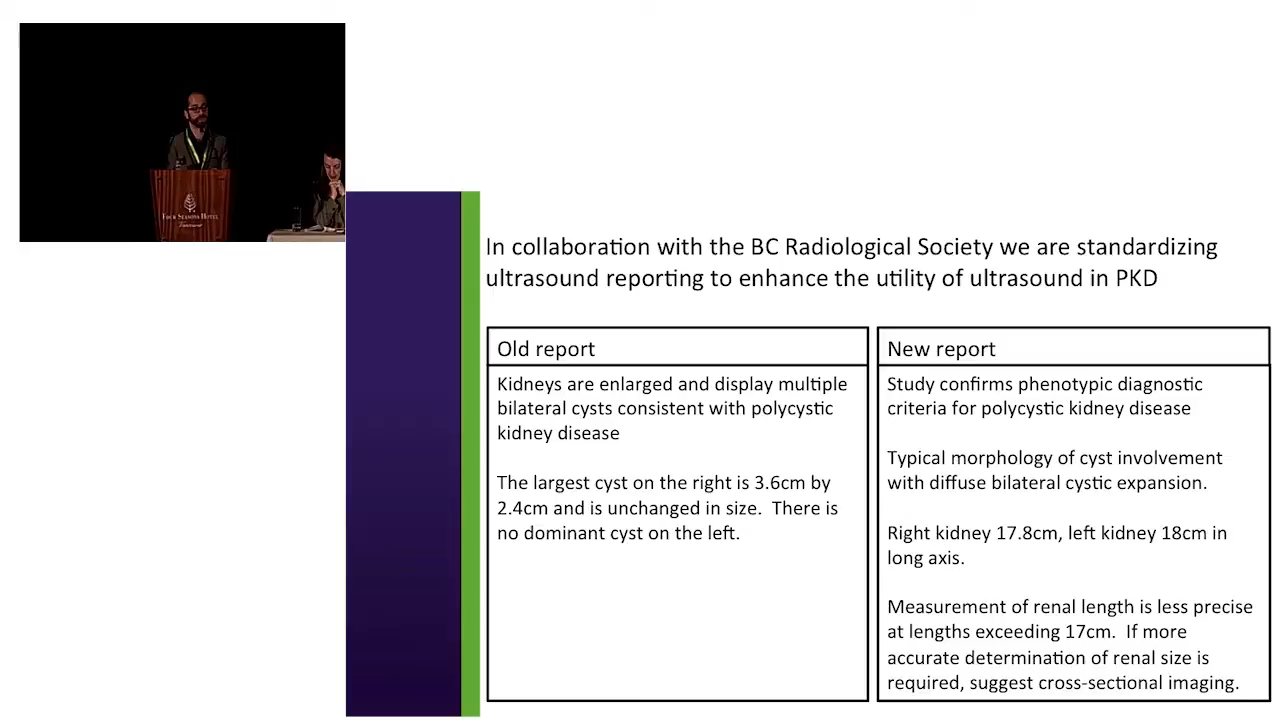 FOUR SEASONS HOTEL
Vancouver
In collaboration with the BC Radiological Society we are standardizing
ultrasound reporting to enhance the utility of ultrasound in PKD
Old report
Kidneys are enlarged and display multiple
bilateral cysts consistent with polycystic
kidney disease
The largest cyst on the right is 3.6cm by
2.4cm and is unchanged in size.  There is
no dominant cyst on the left.
New report
Study confirms phenotypic diagnostic
criteria for polycystic kidney disease
Typical morphology of cyst involvement
with diffuse bilateral cystic expansion.
Right kidney 17.8cm, left kidney 18cm in
long axis.
Measurement of renal length is less precise
at lengths exceeding 17cm.  If more
accurate determination of renal size is
required, suggest cross-sectional imaging.